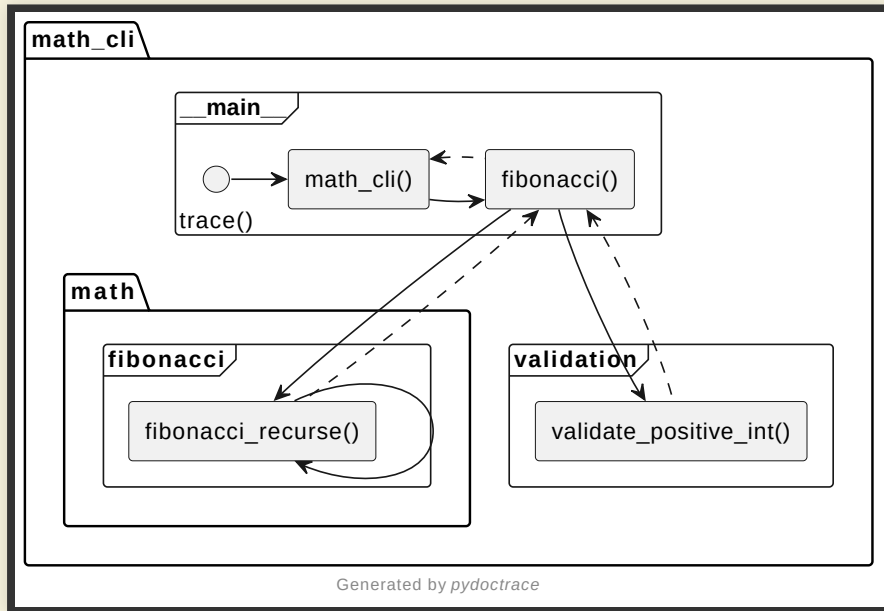 math_cli
__main__
math_cli()
fibonacci()
trace()
math
fibonacci
validation
fibonacci_recurse()
validate_positive_int()
Generated by pydoctrace